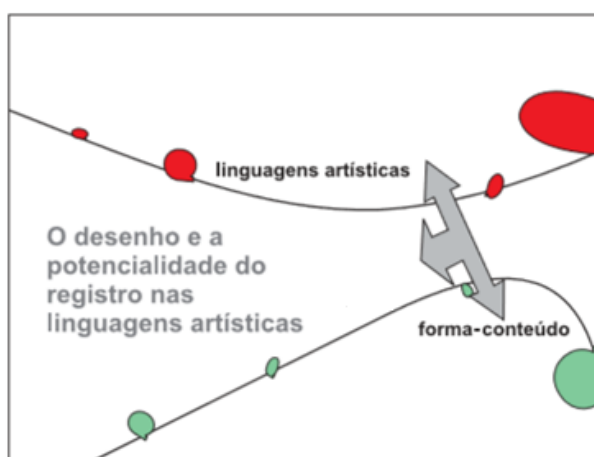 linguagens artísticas
O desenho e a
potencialidade do
registro nas
linguagens artísticas
forma-conteúdo